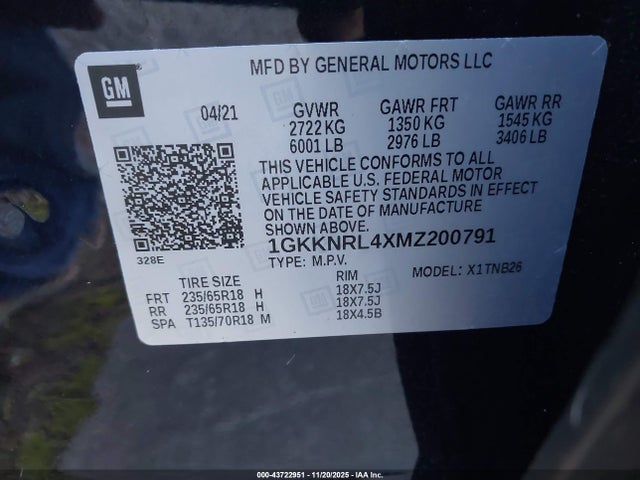 GM
MFD BY GENERAL MOTORS LLC
04/21 GVWR GAWR FRT GAWR RR
2722 KG 1350 KG 1545 KG
6001 LB 2976 LB 3406 LB
THIS VEHICLE CONFORMS TO ALL
APPLICABLE U.S. FEDERAL MOTOR
VEHICLE SAFETY STANDARDS IN EFFECT
ON THE DATE OF MANUFACTURE
SHOWN ABOVE.
1GKKNRL4XMZ200791
328E
TYPE: M.P.V. MODEL: X1TNB26
TIRE SIZE RIM
FRT 235/65R18 H 18X7.5J
RR 235/65R18 H 18X7.5J
SPA T135/70R18 M 18X4.5B
000-43722951 - 11/20/2025 - IAA Inc.